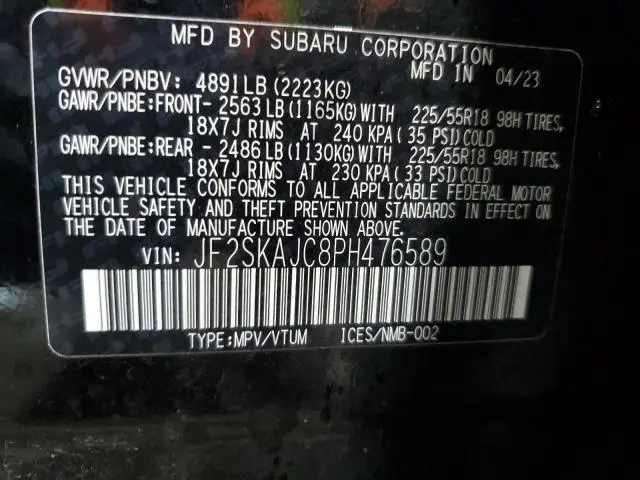 MFD BY SUBARU CORPORATION
MFD IN 04/23
GVWR/PNBV: 4891LB (2223KG)
GAWR/PNBE:FRONT- 2563LB(1165KG)WITH 225/55R18 98H TIRES,
18X7J RIMS AT 240 KPA( 35 PSI)COLD
GAWR/PNBE:REAR - 2486LB(1130KG)WITH 225/55R18 98H TIRES,
18X7J RIMS AT 230 KPA( 33 PSI)COLD
THIS VEHICLE CONFORMS TO ALL APPLICABLE FEDERAL MOTOR
VEHICLE SAFETY AND THEFT PREVENTION STANDARDS IN EFFECT ON
THE DATE OF MANUFACTURE SHOWN ABOVE.
VIN: JF2SKAJC8PH476589
TYPE:MPV/VTUM ICES/NMB-002